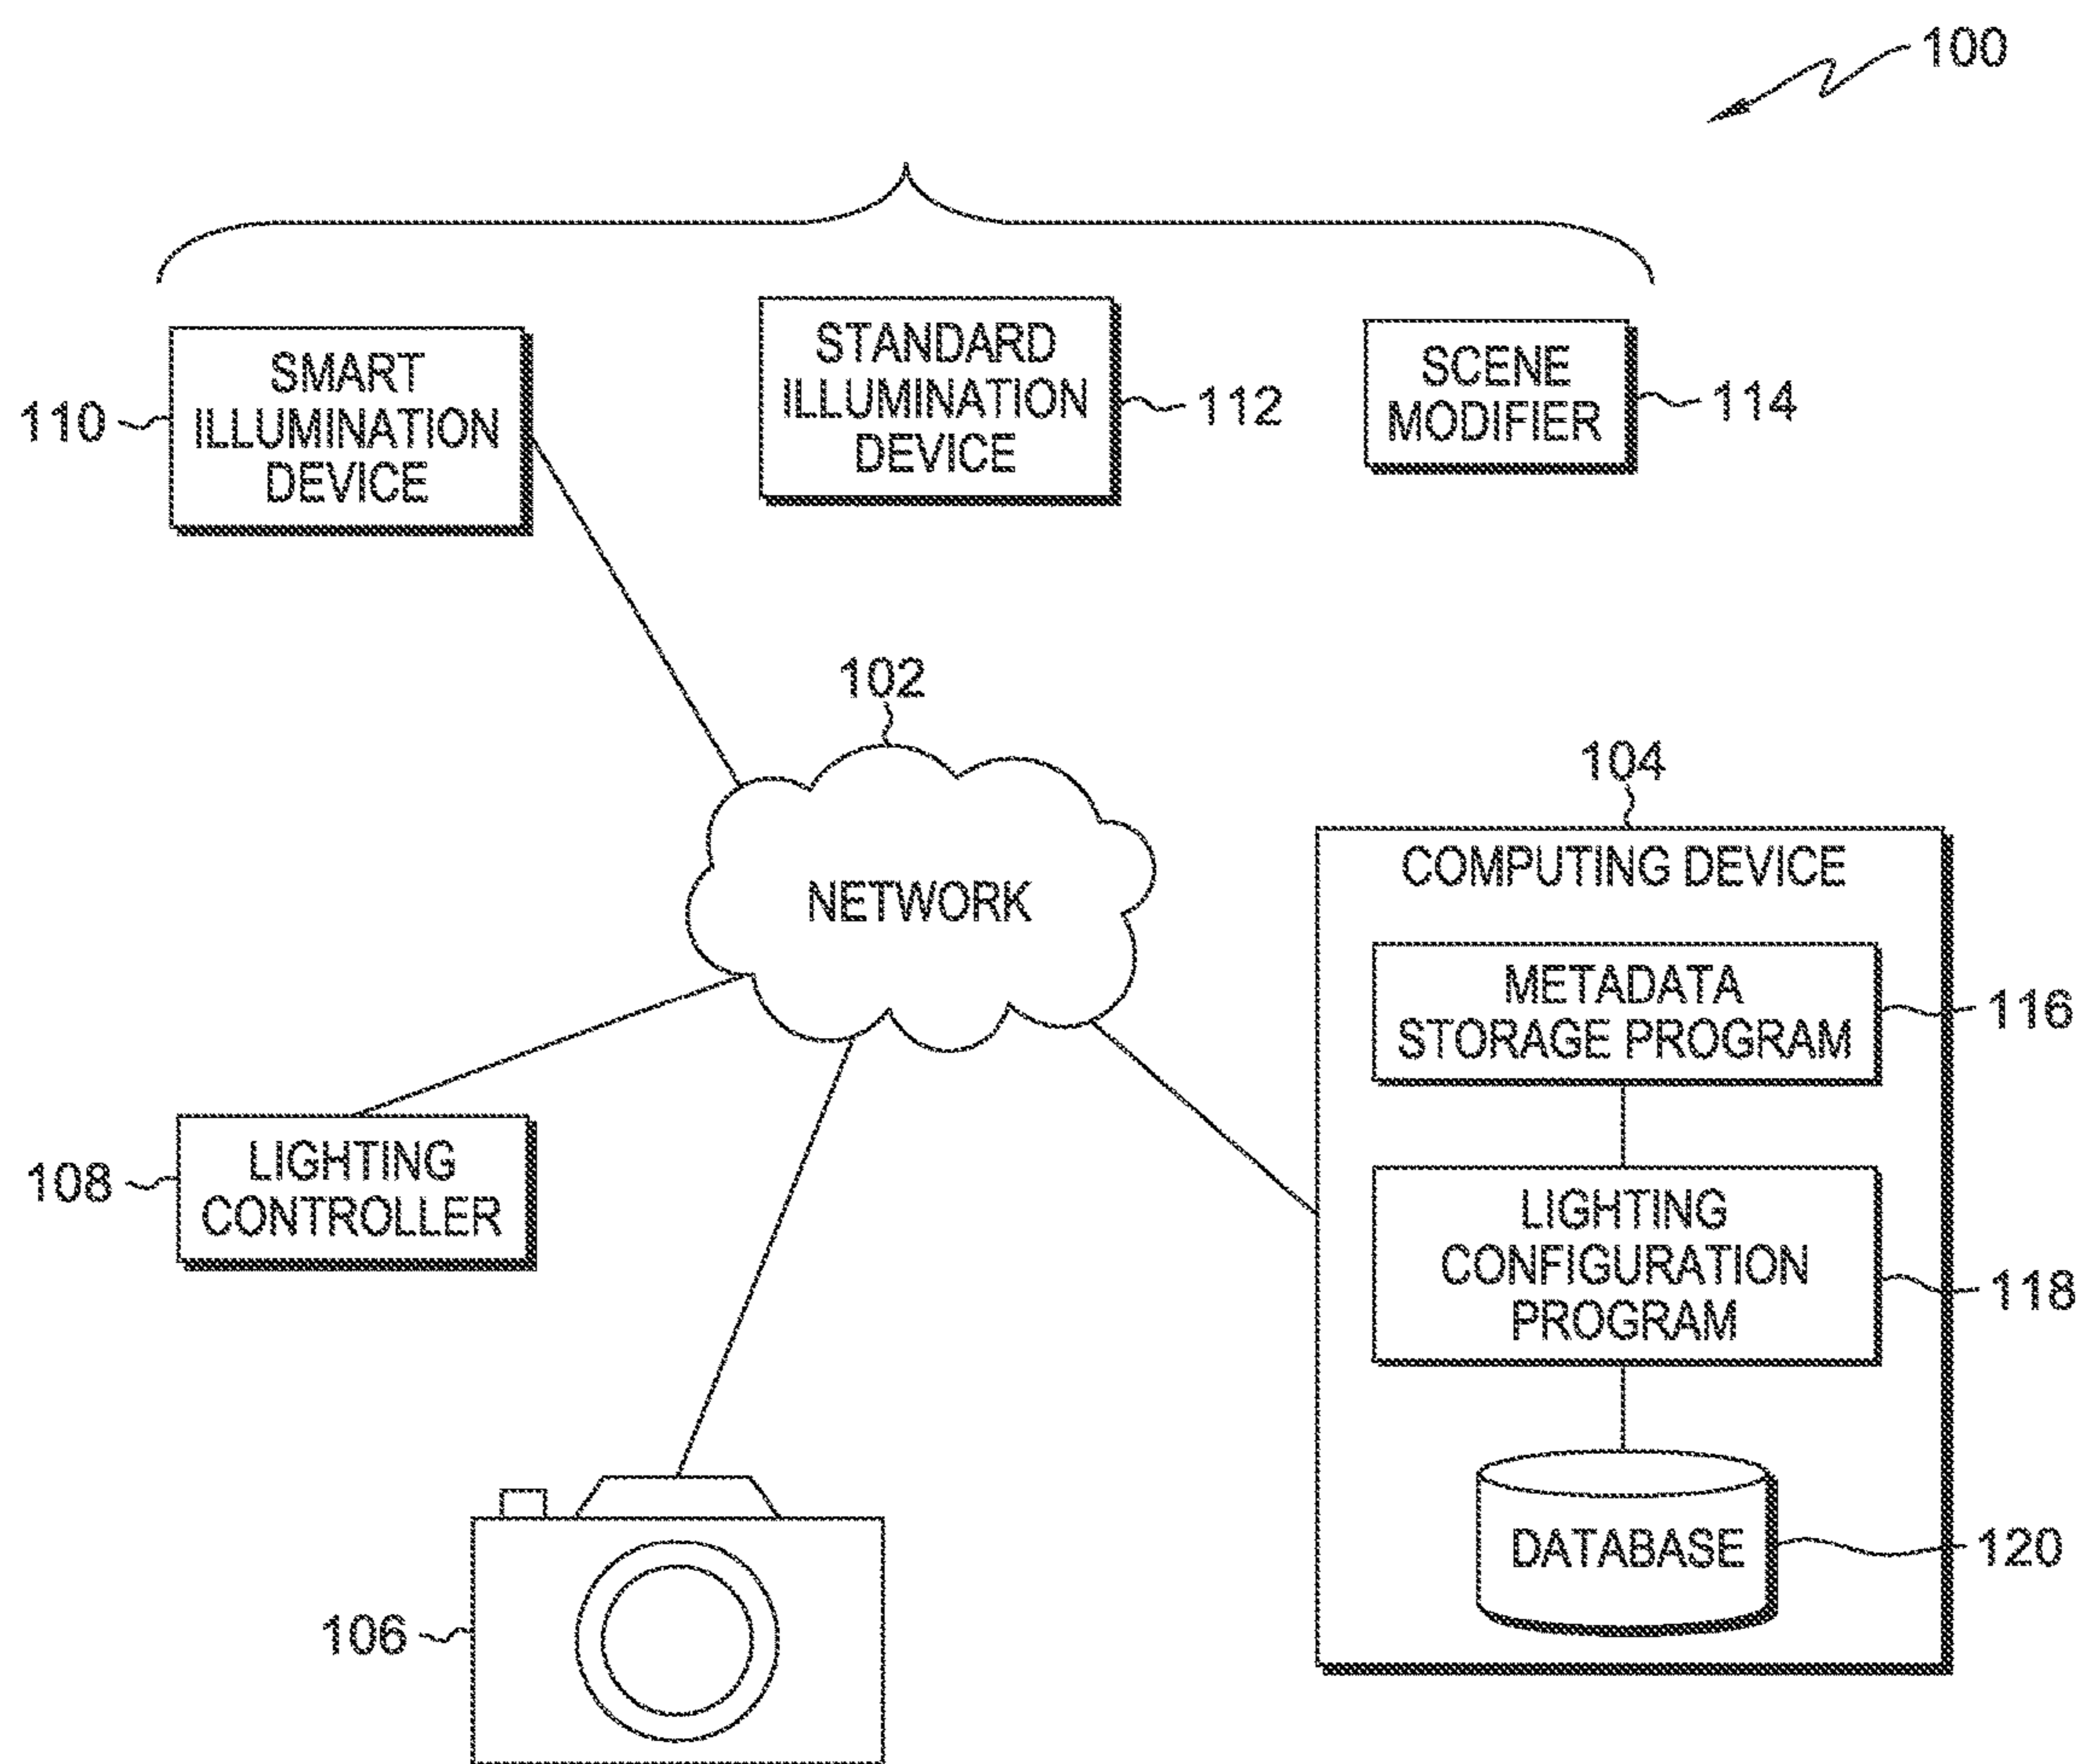 100
SMART
ILLUMINATION
DEVICE
110
STANDARD
ILLUMINATION
DEVICE
112
SCENE
MODIFIER
114
102
NETWORK
104
COMPUTING DEVICE
METADATA
STORAGE PROGRAM
116
LIGHTING
CONFIGURATION
PROGRAM
118
DATABASE
120
108
LIGHTING
CONTROLLER
106